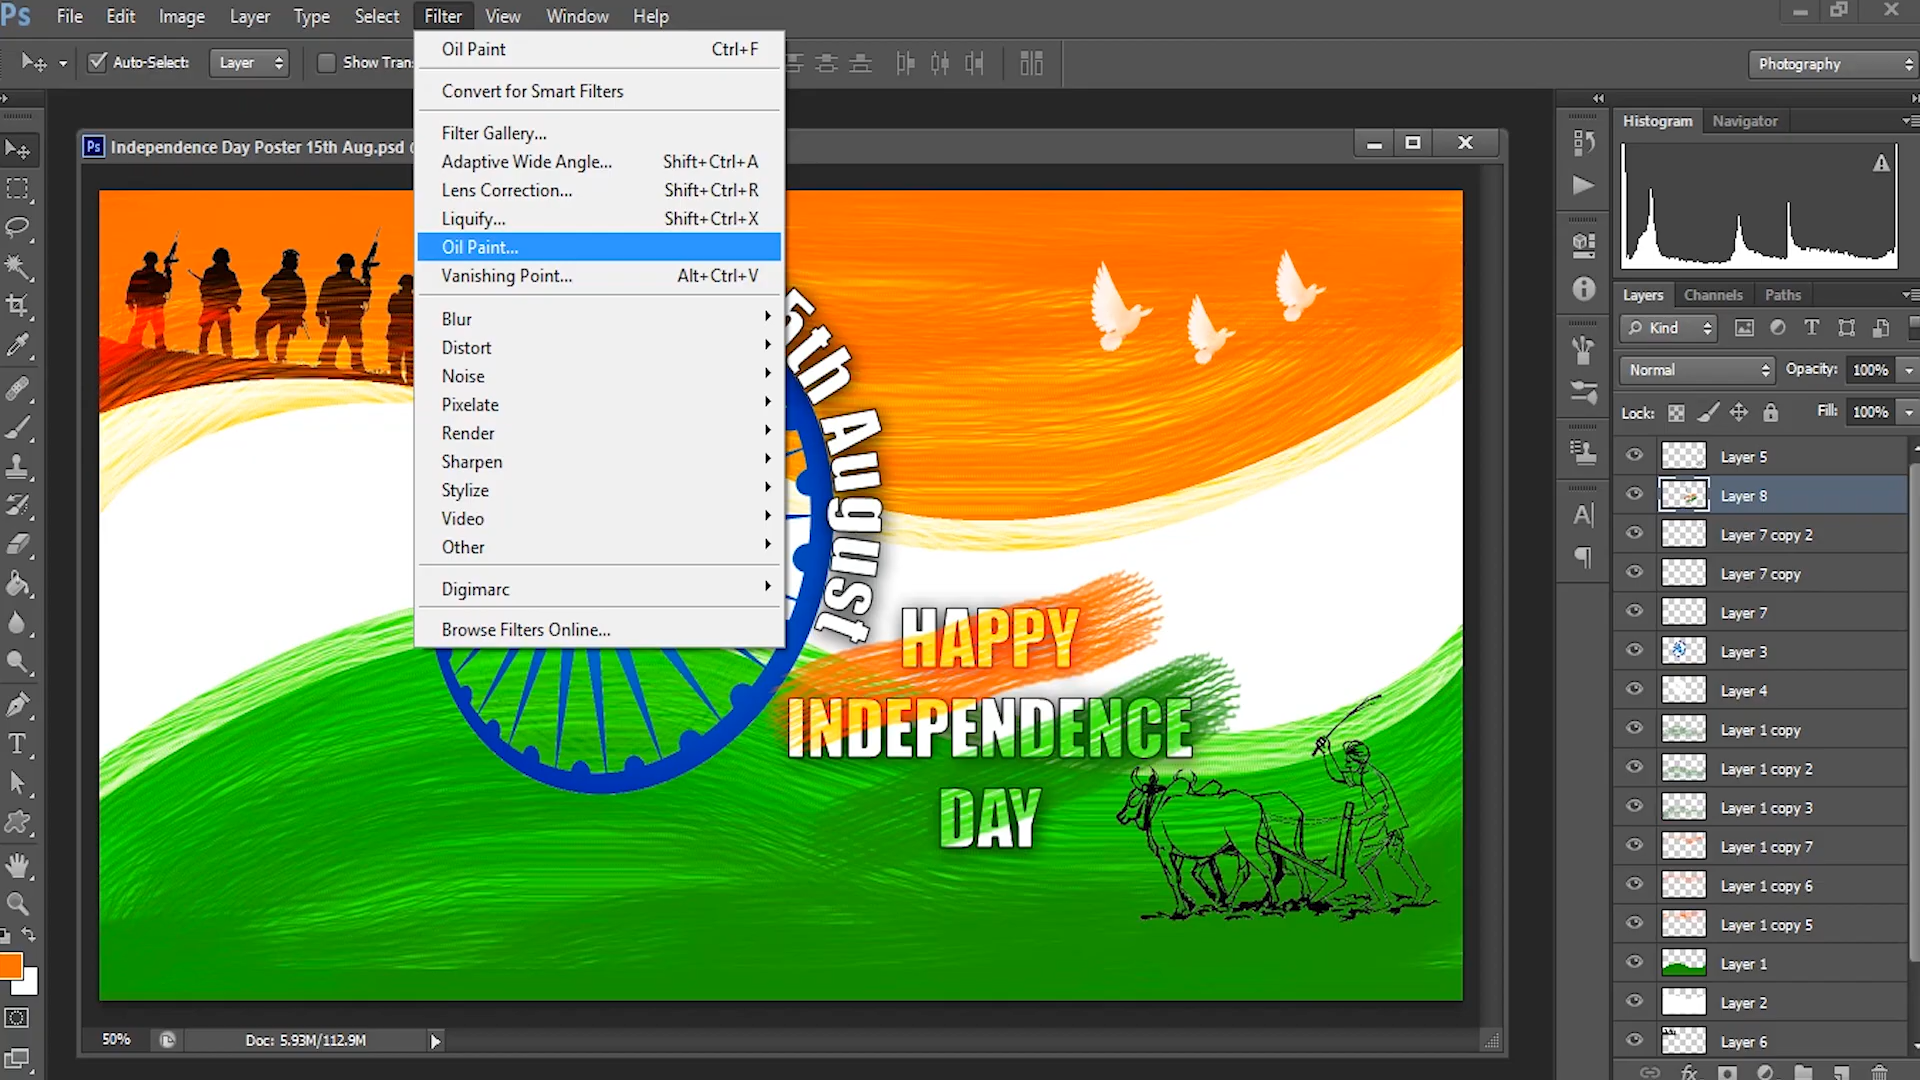 Ps File Edit Image Layer Type Select Filter View Window Help
Auto-Select: Layer Show Tran
Photography
Oil Paint Ctrl+F
Convert for Smart Filters
Filter Gallery...
Adaptive Wide Angle... Shift+Ctrl+A
Lens Correction... Shift+Ctrl+R
Liquify... Shift+Ctrl+X
Oil Paint...
Vanishing Point... Alt+Ctrl+V
Blur
Distort
Noise
Pixelate
Render
Sharpen
Stylize
Video
Other
Digimarc
Browse Filters Online...
Ps Independence Day Poster 15th Aug.psd
5th August
HAPPY
INDEPENDENCE
DAY
50% Doc: 5.93M/112.9M
Histogram Navigator
Layers Channels Paths
Kind
Normal Opacity: 100%
Lock: Fill: 100%
Layer 5
Layer 8
Layer 7 copy 2
Layer 7 copy
Layer 7
Layer 3
Layer 4
Layer 1 copy
Layer 1 copy 2
Layer 1 copy 3
Layer 1 copy 7
Layer 1 copy 6
Layer 1 copy 5
Layer 1
Layer 2
Layer 6